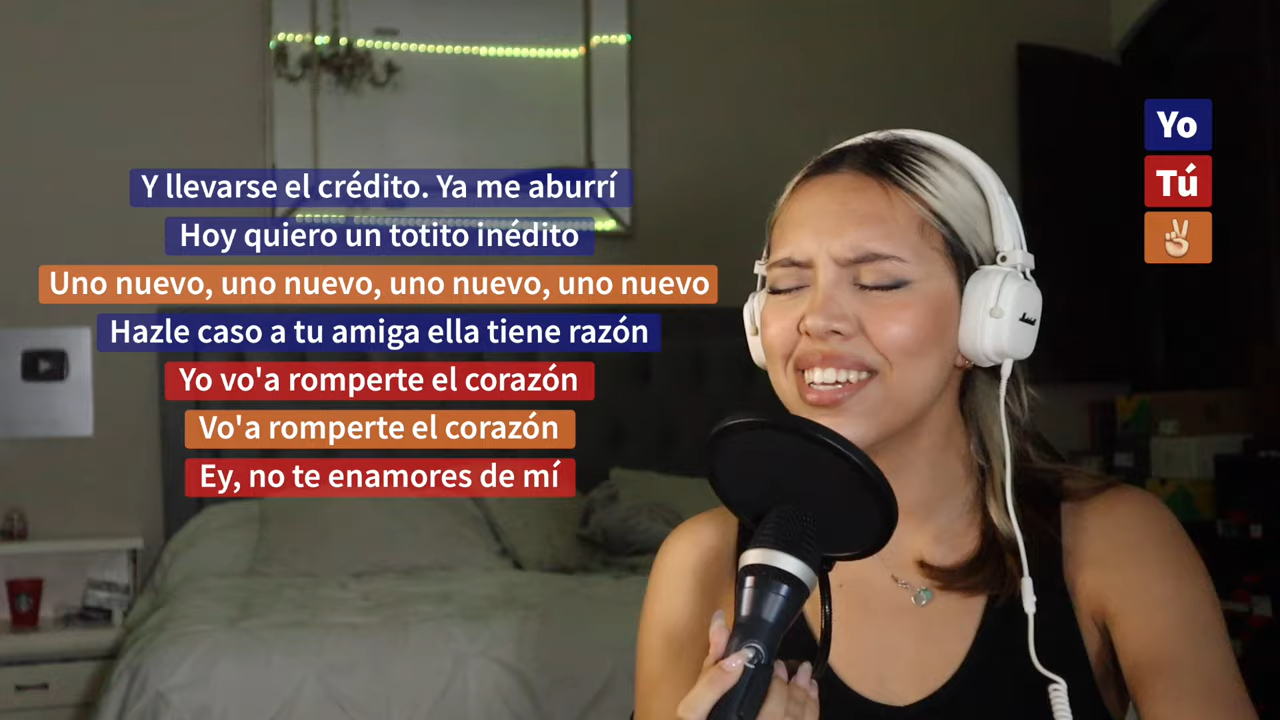 Y llevarse el crédito. Ya me aburrí
Hoy quiero un totito inédito
Uno nuevo, uno nuevo, uno nuevo, uno nuevo
Hazle caso a tu amiga ella tiene razón
Yo vo'a romperte el corazón
Vo'a romperte el corazón
Ey, no te enamores de mí
Yo
Tú